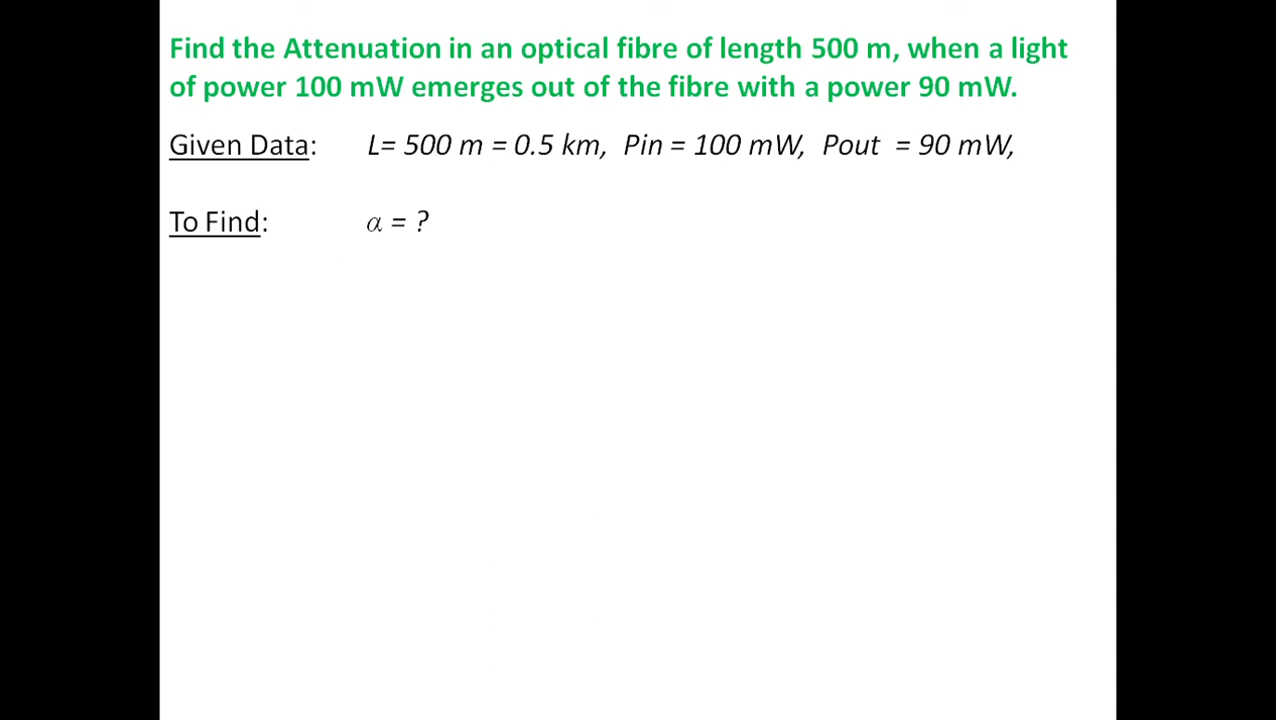 Find the Attenuation in an optical fibre of length 500 m, when a light
of power 100 mW emerges out of the fibre with a power 90 mW.
Given Data: L= 500 m = 0.5 km, Pin = 100 mW, Pout = 90 mW,
To Find: α = ?